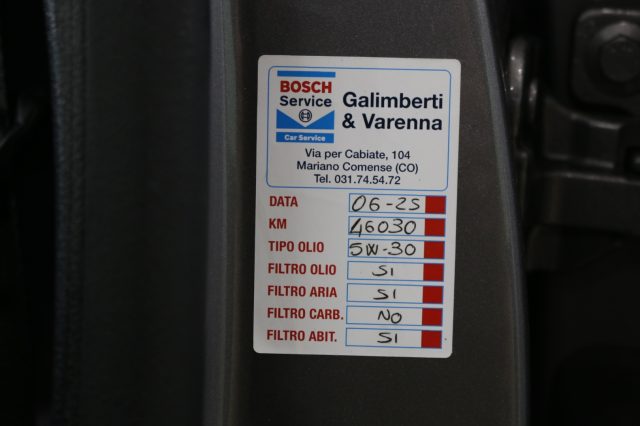 BOSCH
Service
Car Service
Galimberti
& Varenna
Via per Cabiate, 104
Mariano Comense (CO)
Tel. 031.74.54.72
DATA 06-25
KM 46030
TIPO OLIO 5W-30
FILTRO OLIO SI
FILTRO ARIA SI
FILTRO CARB. NO
FILTRO ABIT. SI